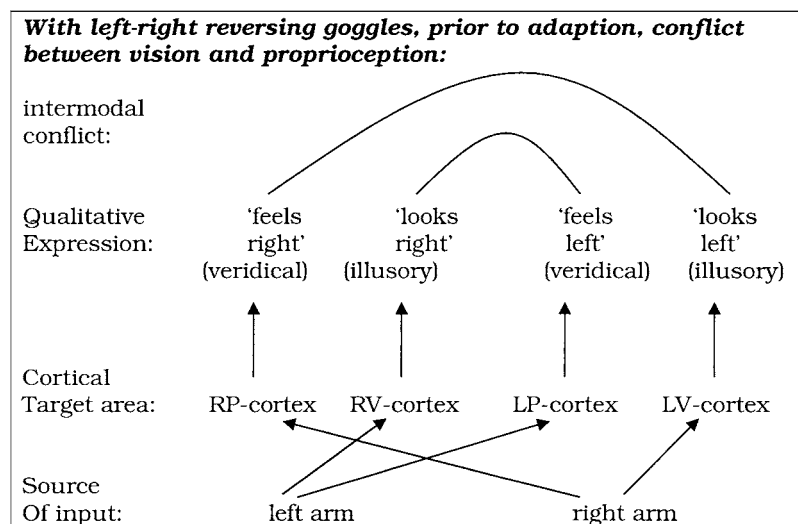 With left-right reversing goggles, prior to adaption, conflict
between vision and proprioception:
intermodal
conflict:
Qualitative
Expression:
‘feels
right’
(veridical)
‘looks
right’
(illusory)
‘feels
left’
(veridical)
‘looks
left’
(illusory)
Cortical
Target area:
RP-cortex
RV-cortex
LP-cortex
LV-cortex
Source
Of input:
left arm
right arm